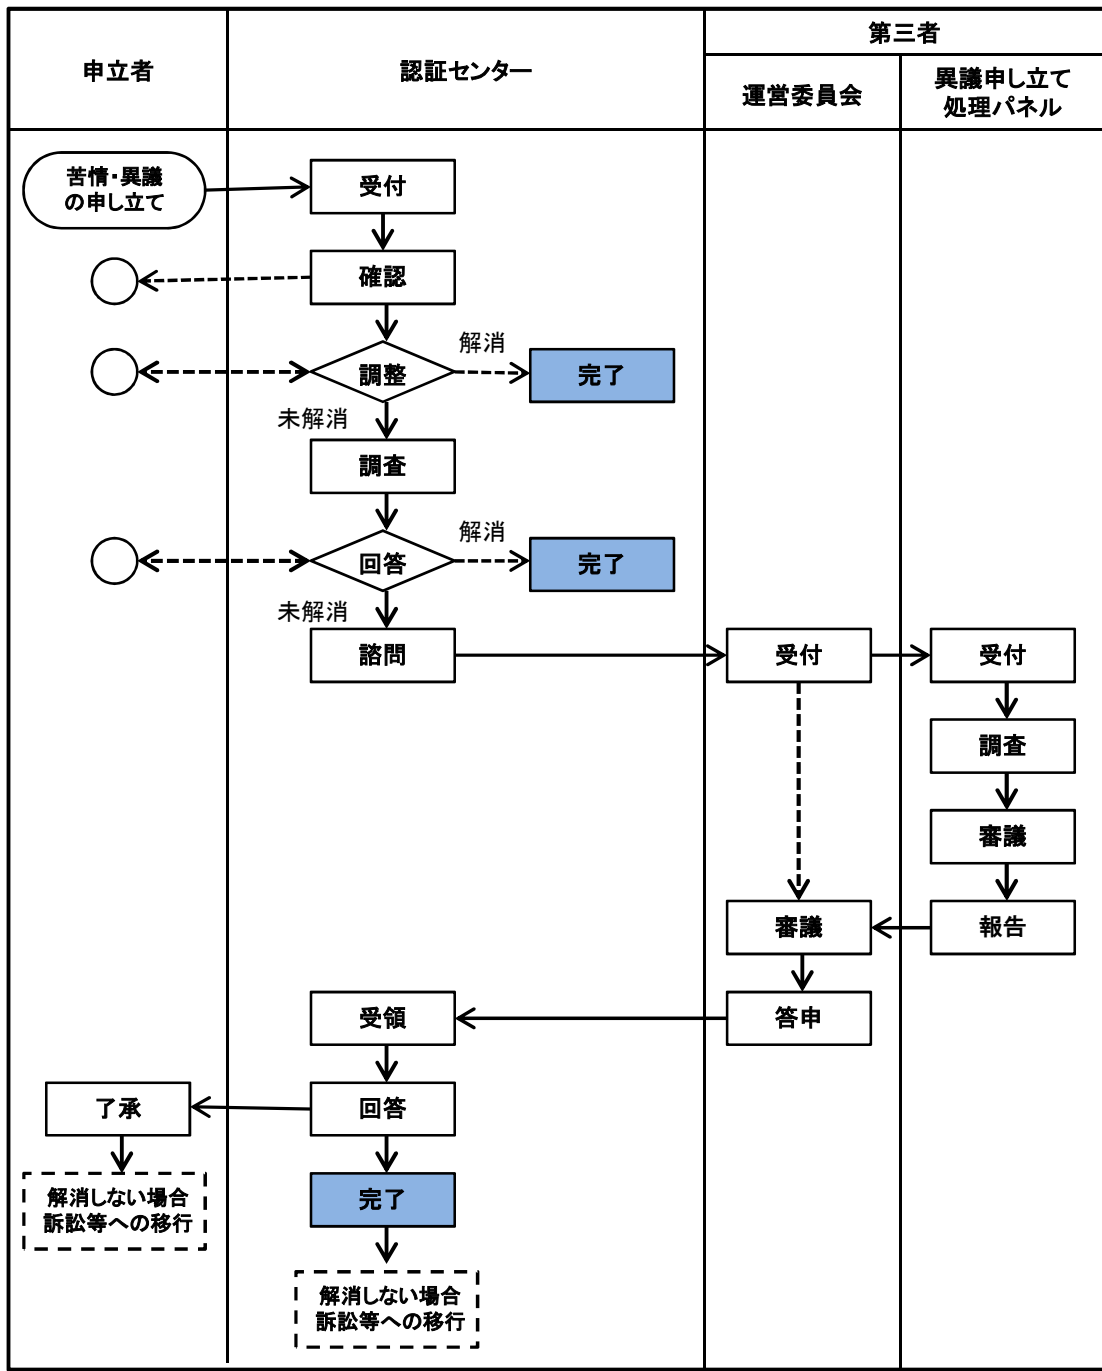 申立者
認証センター
第三者
運営委員会
異議申し立て
処理パネル
苦情・異議
の申し立て
受付
確認
調整
解消
完了
未解消
調査
回答
解消
完了
未解消
諮問
受付
受付
調査
審議
報告
審議
答申
受領
回答
了承
完了
解消しない場合
訴訟等への移行
解消しない場合
訴訟等への移行